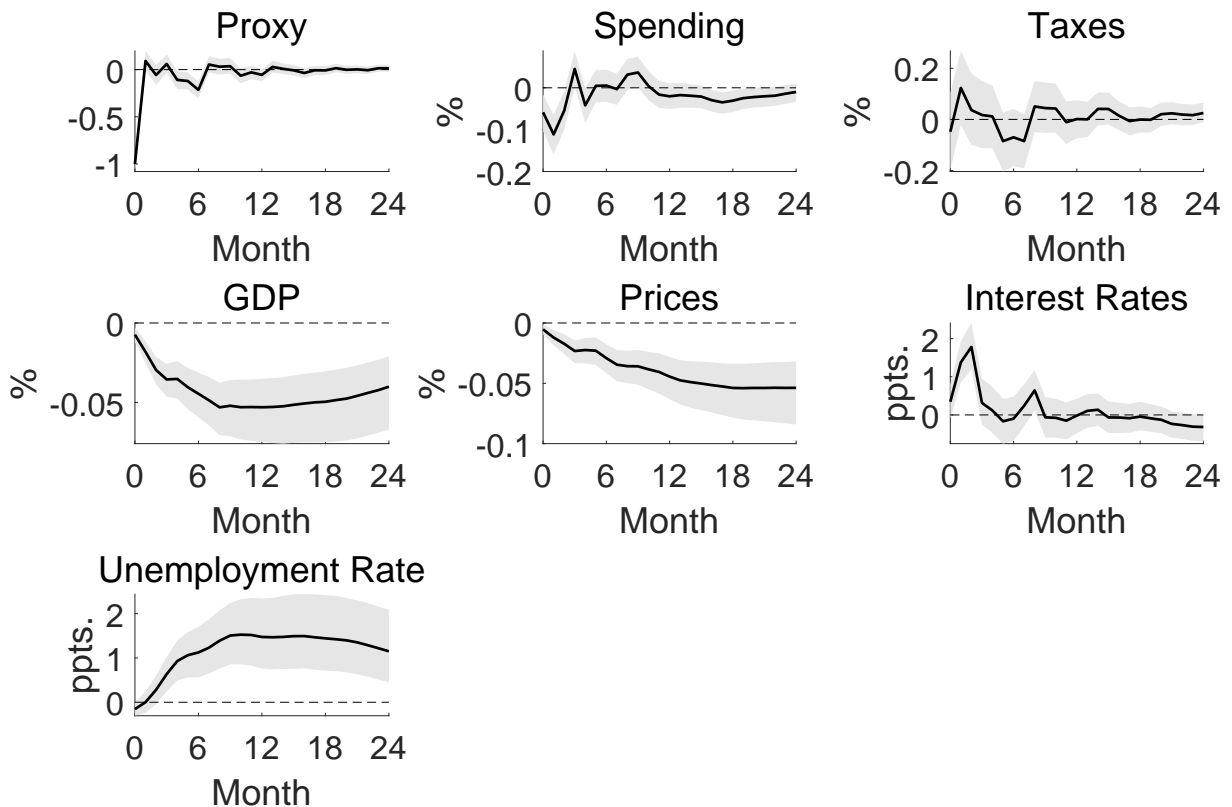 Proxy
0
-0.5
-1
0 6 12 18 24
Month
Spending
%
0
-0.1
-0.2
0 6 12 18 24
Month
Taxes
%
0.2
0
-0.2
0 6 12 18 24
Month
GDP
%
0
-0.05
0 6 12 18 24
Month
Prices
%
0
-0.05
-0.1
0 6 12 18 24
Month
Interest Rates
ppts.
2
1
0
0 6 12 18 24
Month
Unemployment Rate
ppts.
2
1
0
0 6 12 18 24
Month